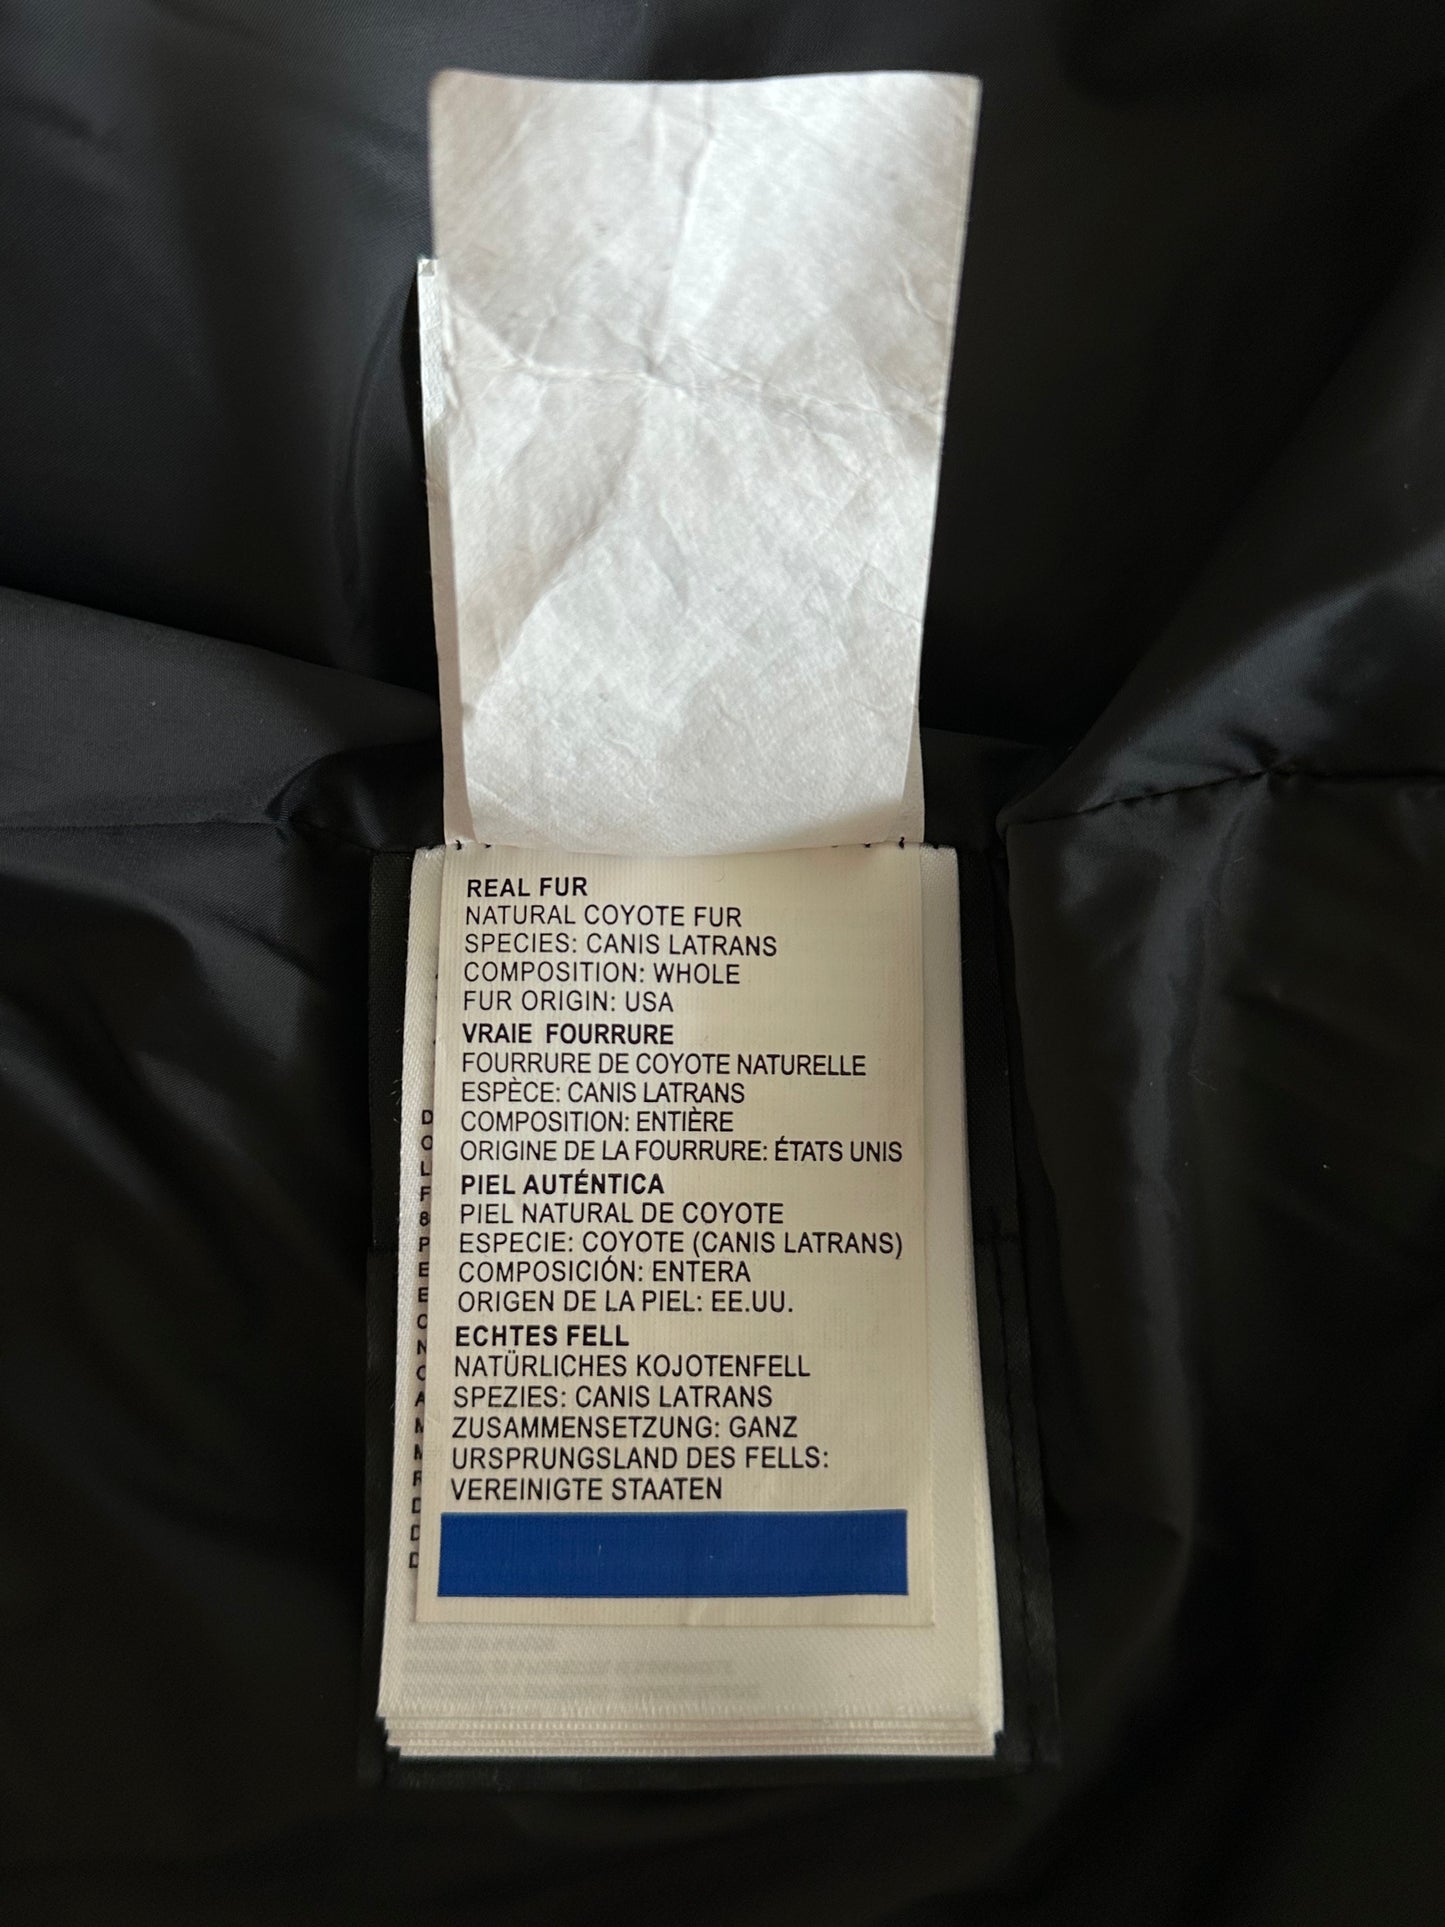 REAL FUR
NATURAL COYOTE FUR
SPECIES: CANIS LATRANS
COMPOSITION: WHOLE
FUR ORIGIN: USA
VRAIE FOURRURE
FOURRURE DE COYOTE NATURELLE
ESPÈCE: CANIS LATRANS
COMPOSITION: ENTIÈRE
ORIGINE DE LA FOURRURE: ÉTATS UNIS
PIEL AUTÉNTICA
PIEL NATURAL DE COYOTE
ESPECIE: COYOTE (CANIS LATRANS)
COMPOSICIÓN: ENTERA
ORIGEN DE LA PIEL: EE.UU.
ECHTES FELL
NATÜRLICHES KOJOTENFELL
SPEZIES: CANIS LATRANS
ZUSAMMENSETZUNG: GANZ
URSPRUNGSLAND DES FELLS:
VEREINIGTE STAATEN